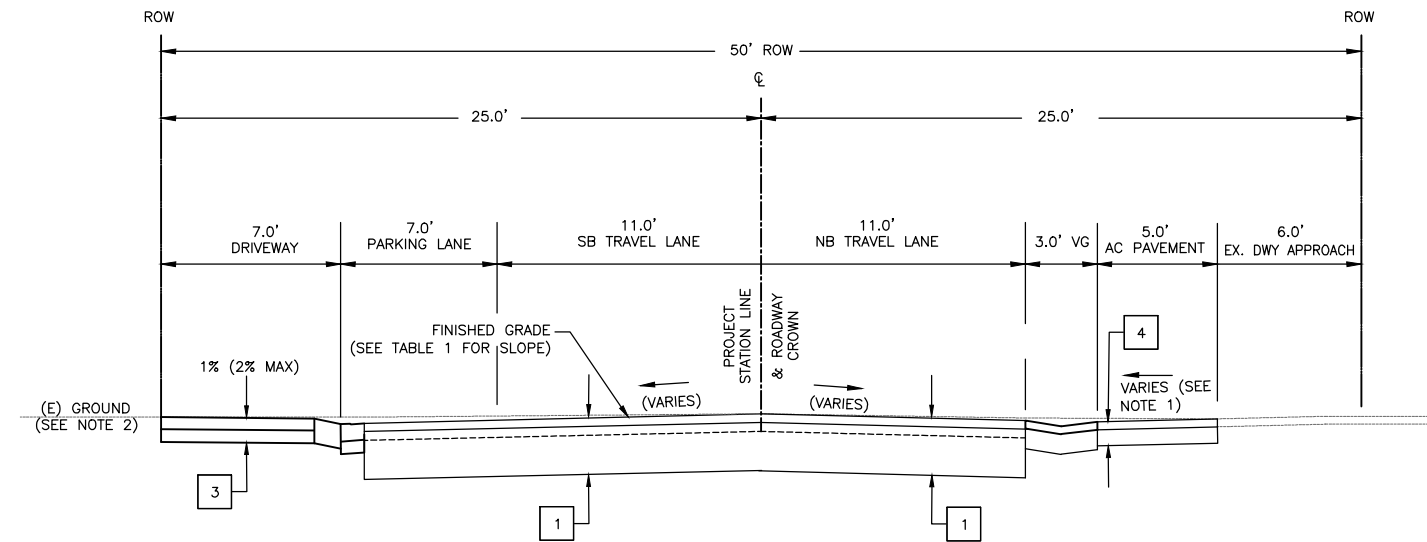 ROW
ROW
50' ROW
℄
25.0'
25.0'
7.0'
DRIVEWAY
7.0'
PARKING LANE
11.0'
SB TRAVEL LANE
11.0'
NB TRAVEL LANE
3.0' VG
5.0'
AC PAVEMENT
6.0'
EX. DWY APPROACH
PROJECT
STATION LINE
& ROADWAY
CROWN
FINISHED GRADE
(SEE TABLE 1 FOR SLOPE)
4
1% (2% MAX)
(VARIES)
(VARIES)
VARIES (SEE
NOTE 1)
(E) GROUND
(SEE NOTE 2)
3
1
1